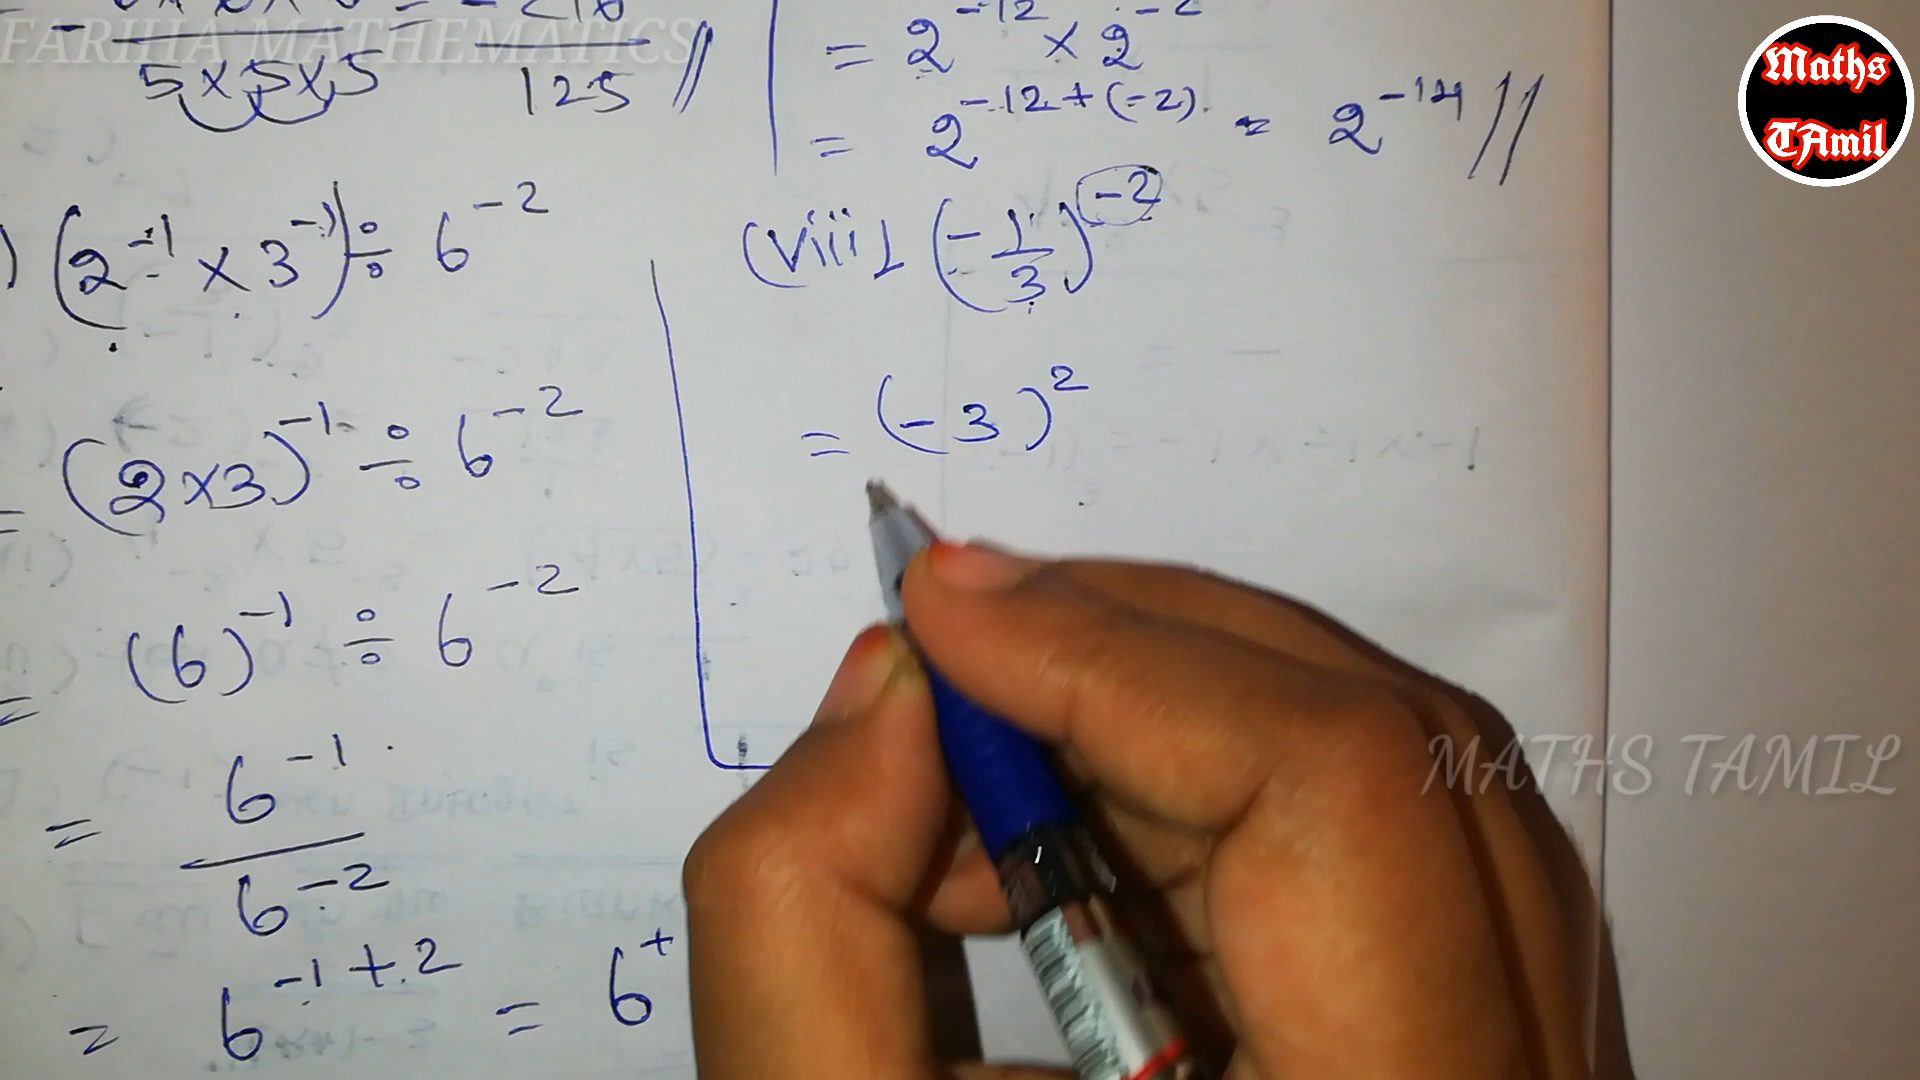 FARIHA MATHEMATICS
5×5×5 125 //
(2⁻¹ × 3⁻¹) ÷ 6⁻²
(2×3)⁻¹ ÷ 6⁻²
= (6)⁻¹ ÷ 6⁻²
= 6⁻¹
6⁻²
= 6⁻¹⁺² = 6⁺
= 2⁻¹² × 2⁻²
= 2⁻¹²⁺⁽⁻²⁾ = 2⁻¹⁴ //
(viii) (-1/3)⁻²
= (-3)²
Maths
TAmil
MATHS TAMIL